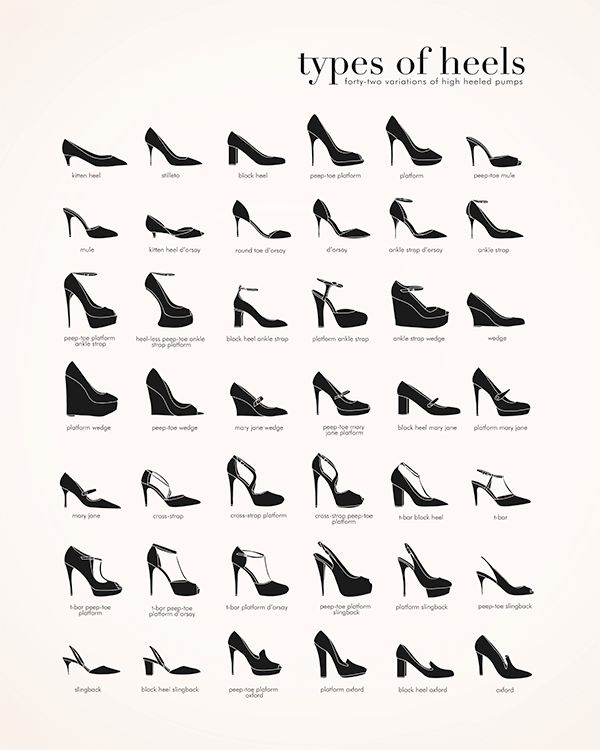 types of heels
forty-two variations of high heeled pumps
kitten heel
stilleto
block heel
peep-toe platform
platform
peep-toe mule
mule
kitten heel d'orsay
round toe d'orsay
d'orsay
ankle strap d'orsay
ankle strap
peep-toe platform
ankle strap
heel-less peep-toe ankle
strap platform
block heel ankle strap
platform ankle strap
ankle strap wedge
wedge
platform wedge
peep-toe wedge
mary jane wedge
peep-toe mary
jane platform
block heel mary jane
platform mary jane
mary jane
cross-strap
cross-strap platform
cross-strap peep-toe
platform
t-bar block heel
t-bar
t-bar peep-toe
platform
t-bar peep-toe
platform d'orsay
t-bar platform d'orsay
peep-toe platform
slingback
platform slingback
peep-toe slingback
slingback
block heel slingback
peep-toe plaform
oxford
platform oxford
block heel oxford
oxford